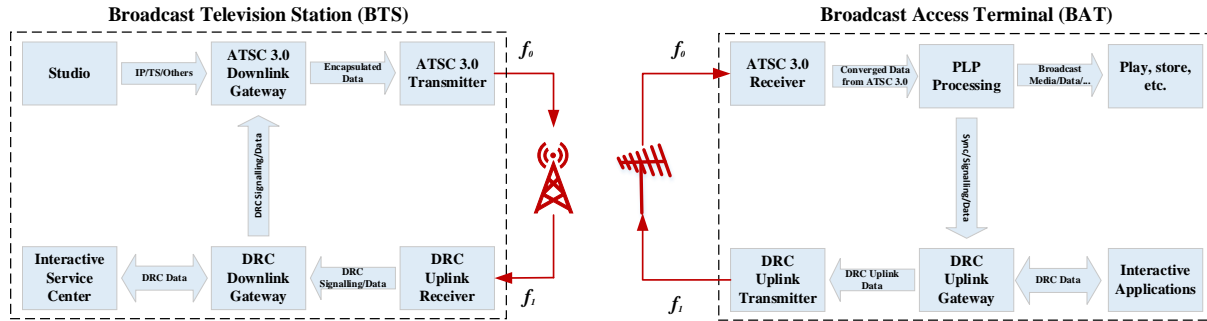 Broadcast Television Station (BTS)
Studio
IP/TS/Others
ATSC 3.0
Downlink
Gateway
Encapsulated
Data
ATSC 3.0
Transmitter
f0
DRC Signalling/Data
Interactive
Service
Center
DRC Data
DRC
Downlink
Gateway
DRC
Signalling/Data
DRC
Uplink
Receiver
f1
Broadcast Access Terminal (BAT)
f0
ATSC 3.0
Receiver
Converged Data
from ATSC 3.0
PLP
Processing
Broadcast
Media/Data/...
Play, store,
etc.
Sync/Signalling/Data
f1
DRC
Uplink
Transmitter
DRC Uplink
Data
DRC
Uplink
Gateway
DRC Data
Interactive
Applications